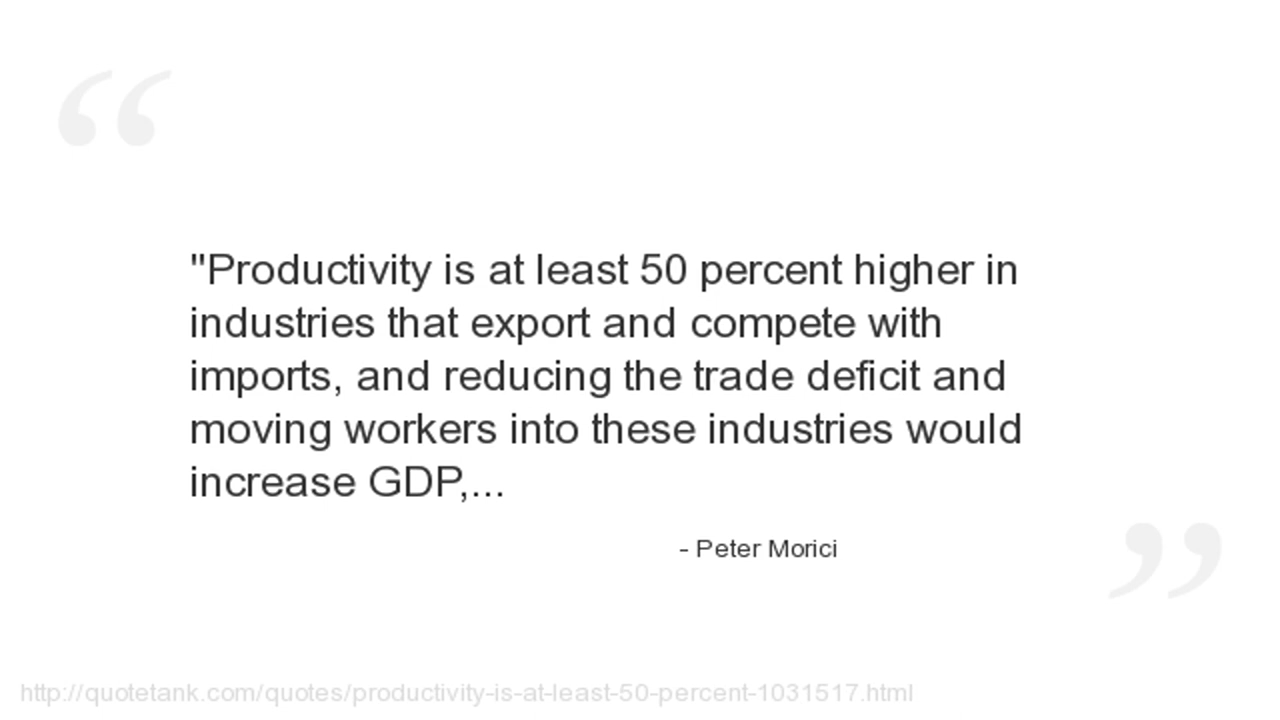 “
"Productivity is at least 50 percent higher in
industries that export and compete with
imports, and reducing the trade deficit and
moving workers into these industries would
increase GDP,...
- Peter Morici
”
http://quotetank.com/quotes/productivity-is-at-least-50-percent-1031517.html